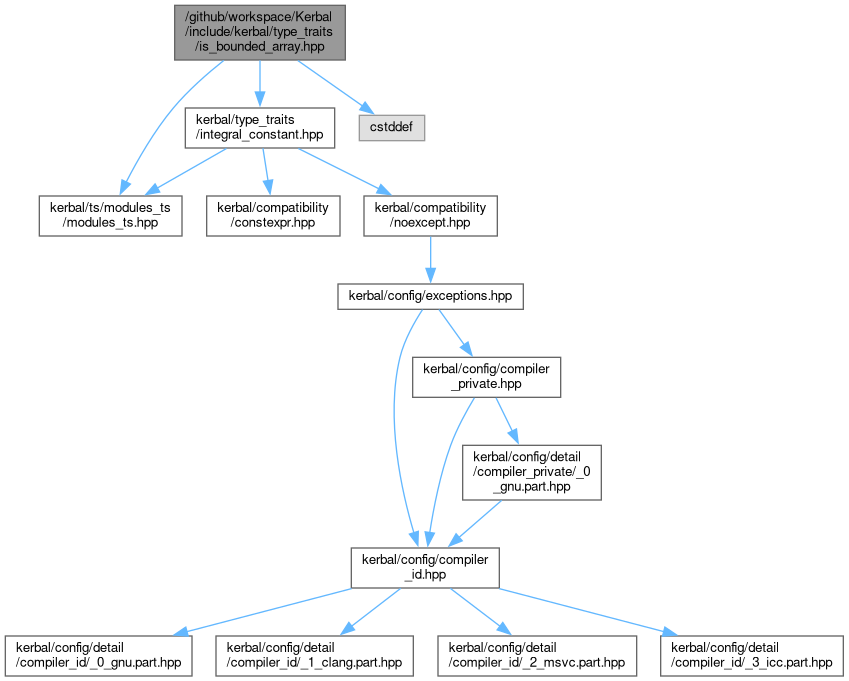 /github/workspace/Kerbal
/include/kerbal/type_traits
/is_bounded_array.hpp
kerbal/type_traits
/integral_constant.hpp
cstddef
kerbal/ts/modules_ts
/modules_ts.hpp
kerbal/compatibility
/constexpr.hpp
kerbal/compatibility
/noexcept.hpp
kerbal/config/exceptions.hpp
kerbal/config/compiler
_private.hpp
kerbal/config/detail
/compiler_private/_0
_gnu.part.hpp
kerbal/config/compiler
_id.hpp
kerbal/config/detail
/compiler_id/_0_gnu.part.hpp
kerbal/config/detail
/compiler_id/_1_clang.part.hpp
kerbal/config/detail
/compiler_id/_2_msvc.part.hpp
kerbal/config/detail
/compiler_id/_3_icc.part.hpp